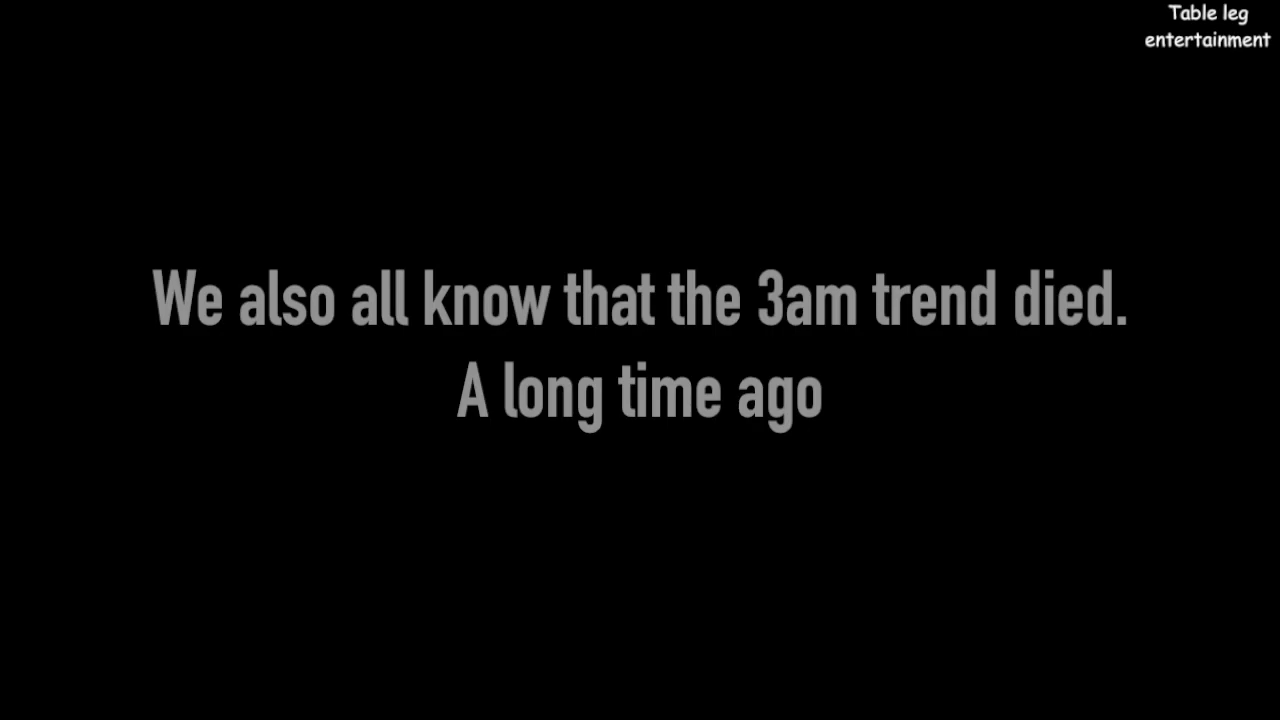 Table leg
entertainment
We also all know that the 3am trend died.
A long time ago